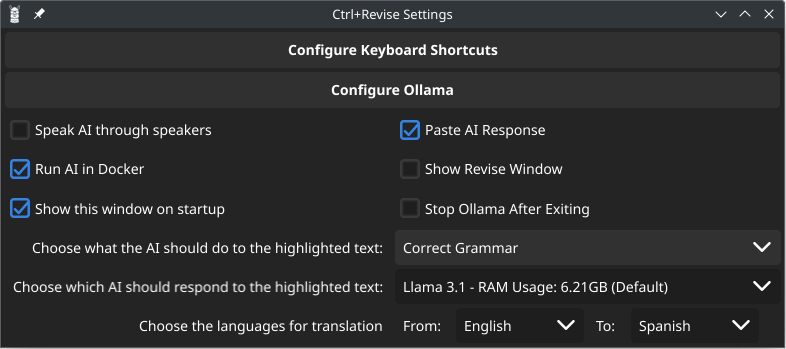 Ctrl+Revise Settings
Configure Keyboard Shortcuts
Configure Ollama
Speak AI through speakers
Paste AI Response
Run AI in Docker
Show Revise Window
Show this window on startup
Stop Ollama After Exiting
Choose what the AI should do to the highlighted text: Correct Grammar
Choose which AI should respond to the highlighted text: Llama 3.1 - RAM Usage: 6.21GB (Default)
Choose the languages for translation From: English To: Spanish